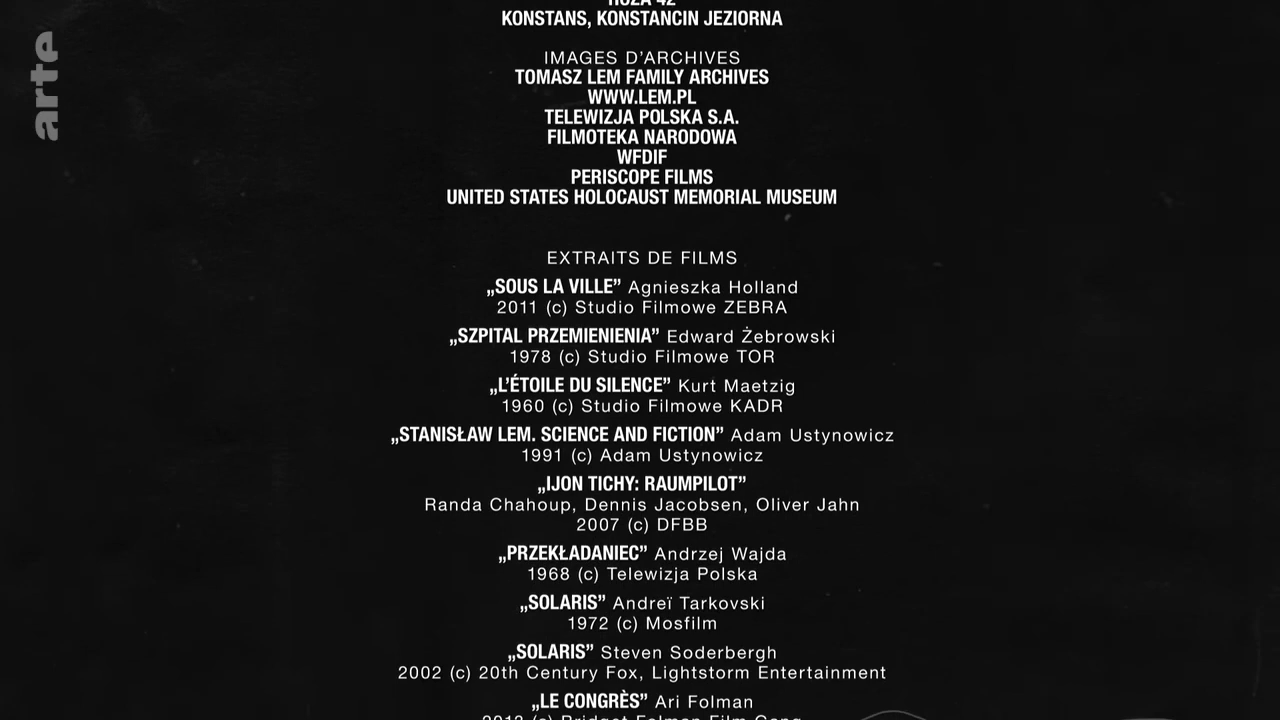 arte
KONSTANS, KONSTANCIN JEZIORNA
IMAGES D'ARCHIVES
TOMASZ LEM FAMILY ARCHIVES
WWW.LEM.PL
TELEWIZJA POLSKA S.A.
FILMOTEKA NARODOWA
WFDIF
PERISCOPE FILMS
UNITED STATES HOLOCAUST MEMORIAL MUSEUM
EXTRAITS DE FILMS
„SOUS LA VILLE” Agnieszka Holland
2011 (c) Studio Filmowe ZEBRA
„SZPITAL PRZEMIENIENIA” Edward Żebrowski
1978 (c) Studio Filmowe TOR
„L'ÉTOILE DU SILENCE” Kurt Maetzig
1960 (c) Studio Filmowe KADR
„STANISŁAW LEM. SCIENCE AND FICTION” Adam Ustynowicz
1991 (c) Adam Ustynowicz
„IJON TICHY: RAUMPILOT”
Randa Chahoup, Dennis Jacobsen, Oliver Jahn
2007 (c) DFBB
„PRZEKŁADANIEC” Andrzej Wajda
1968 (c) Telewizja Polska
„SOLARIS” Andreï Tarkovski
1972 (c) Mosfilm
„SOLARIS” Steven Soderbergh
2002 (c) 20th Century Fox, Lightstorm Entertainment
„LE CONGRÈS” Ari Folman